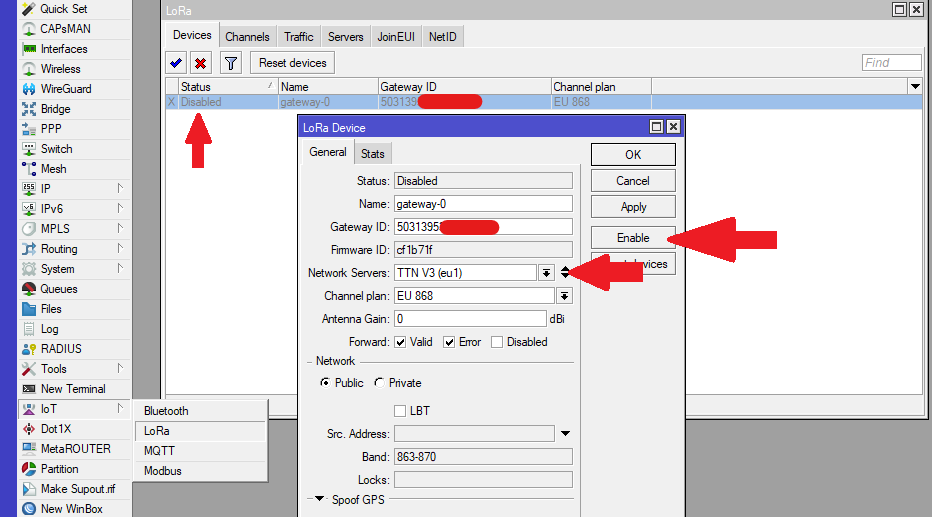 Quick Set
CAPsMAN
Interfaces
Wireless
WireGuard
Bridge
PPP
Switch
Mesh
IP
IPv6
MPLS
Routing
System
Queues
Files
Log
RADIUS
Tools
New Terminal
IoT
Dot1X
MetaROUTER
Partition
Make Supout.rif
New WinBox
Bluetooth
LoRa
MQTT
Modbus
LoRa
Devices Channels Traffic Servers JoinEUI NetID
Reset devices Find
Status / Name Gateway ID Channel plan
X Disabled gateway-0 503139 EU 868
LoRa Device
General Stats
Status: Disabled
Name: gateway-0
Gateway ID: 5031395
Firmware ID: cf1b71f
Network Servers: TTN V3 (eu1)
Channel plan: EU 868
Antenna Gain: 0 dBi
Forward: Valid Error Disabled
Network
Public Private
LBT
Src. Address:
Band: 863-870
Locks:
Spoof GPS
OK
Cancel
Apply
Enable
devices